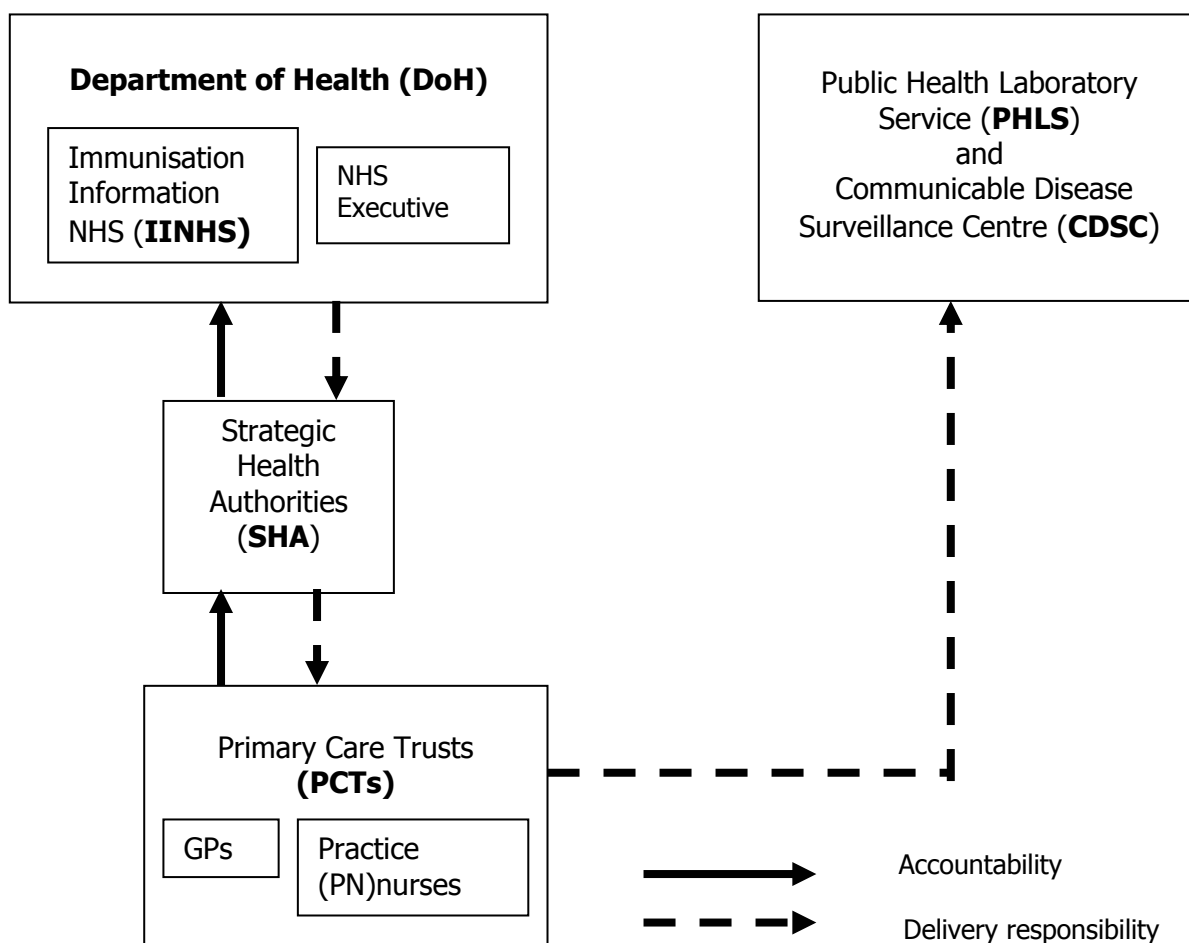 Department of Health (DoH)
Immunisation
Information
NHS (IINHS)
NHS
Executive
Public Health Laboratory
Service (PHLS)
and
Communicable Disease
Surveillance Centre (CDSC)
Strategic
Health
Authorities
(SHA)
Primary Care Trusts
(PCTs)
GPs
Practice
(PN)nurses
Accountability
Delivery responsibility